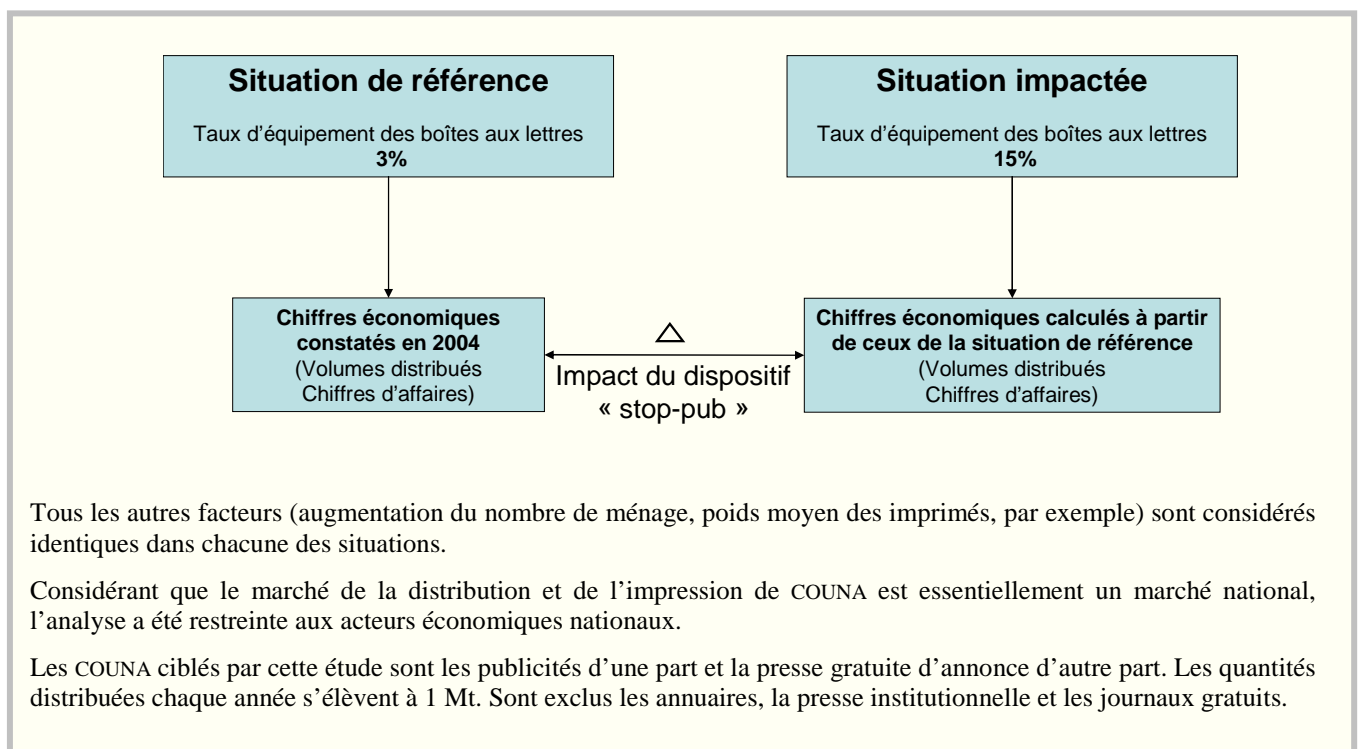 Situation de référence
Taux d’équipement des boîtes aux lettres
3%
Situation impactée
Taux d’équipement des boîtes aux lettres
15%
Chiffres économiques
constatés en 2004
(Volumes distribués
Chiffres d’affaires)
Impact du dispositif
« stop-pub »
Chiffres économiques calculés à partir
de ceux de la situation de référence
(Volumes distribués
Chiffres d’affaires)
Tous les autres facteurs (augmentation du nombre de ménage, poids moyen des imprimés, par exemple) sont considérés
identiques dans chacune des situations.
Considérant que le marché de la distribution et de l’impression de COUNA est essentiellement un marché national,
l’analyse a été restreinte aux acteurs économiques nationaux.
Les COUNA ciblés par cette étude sont les publicités d’une part et la presse gratuite d’annonce d’autre part. Les quantités
distribuées chaque année s’élèvent à 1 Mt. Sont exclus les annuaires, la presse institutionnelle et les journaux gratuits.